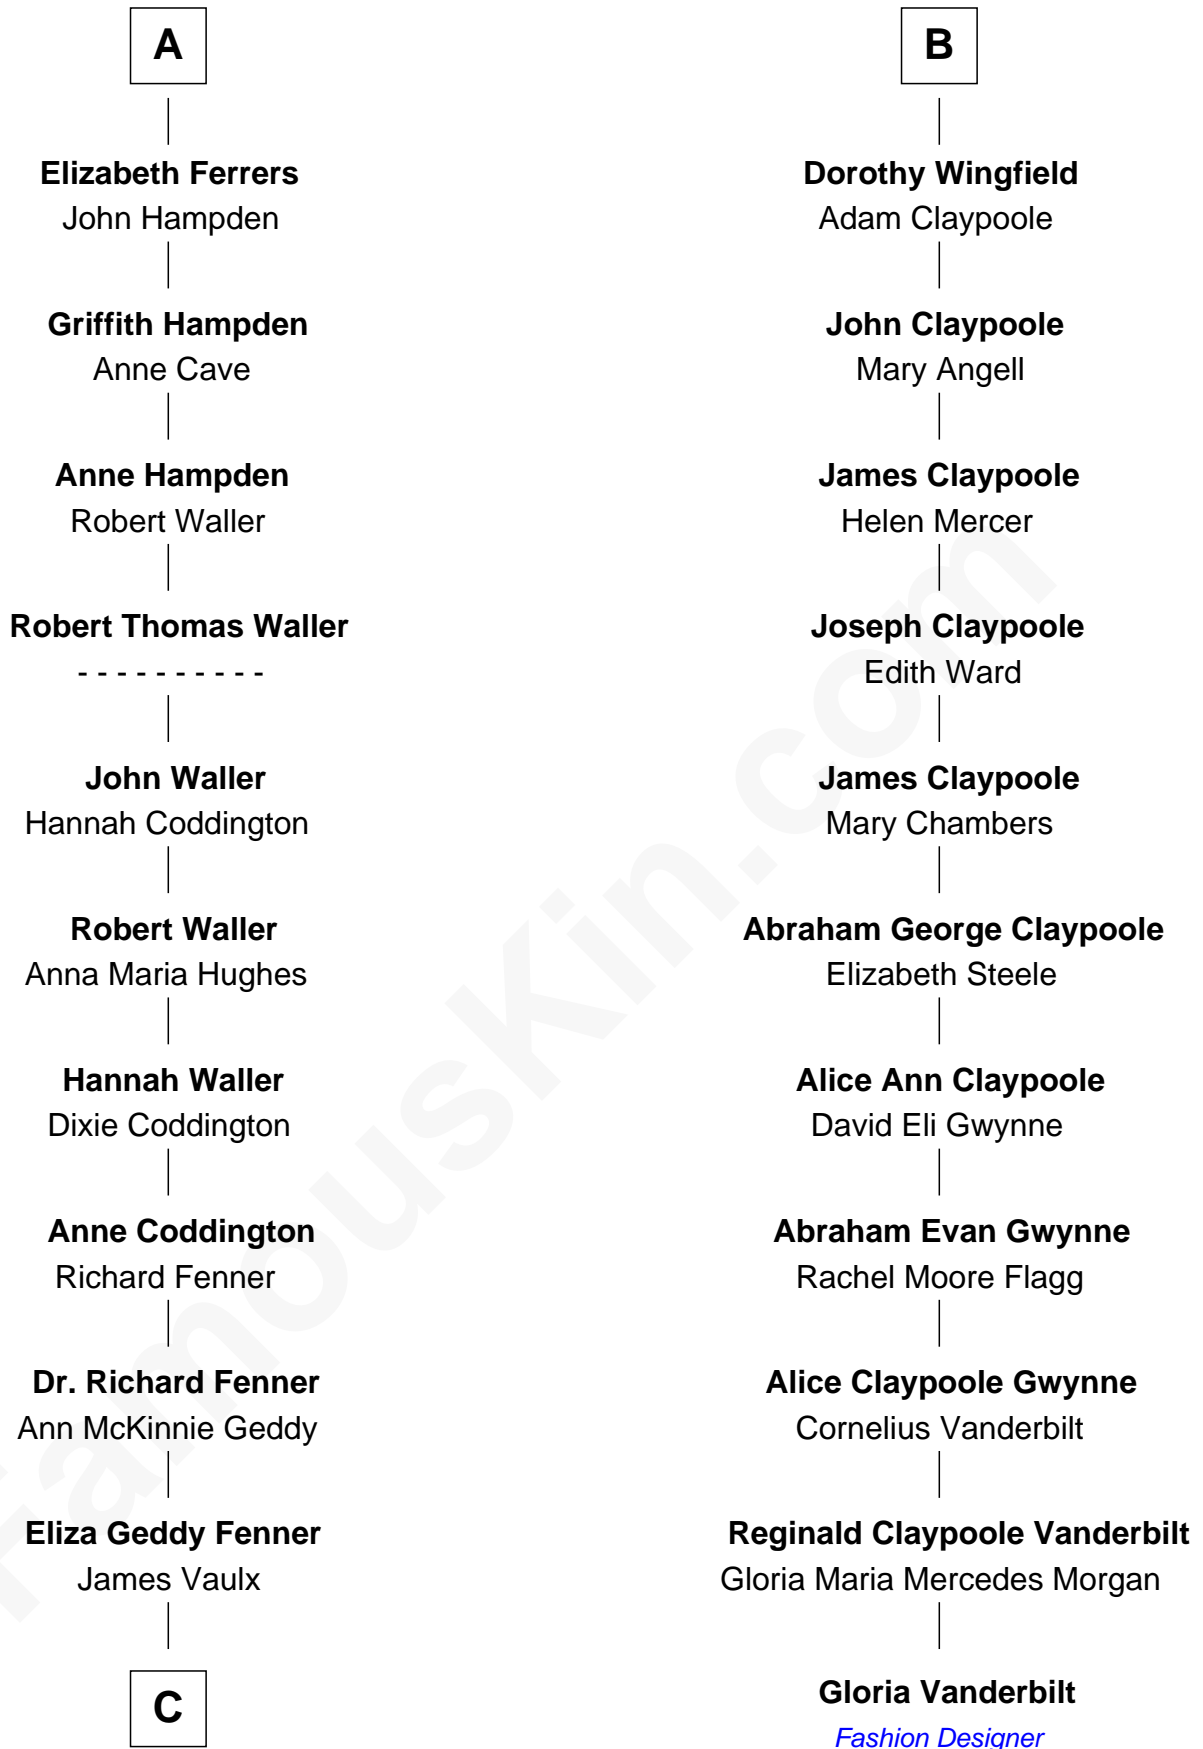 A
Elizabeth Ferrers
John Hampden
Griffith Hampden
Anne Cave
Anne Hampden
Robert Waller
Robert Thomas Waller
- - - - - - - - - -
John Waller
Hannah Coddington
Robert Waller
Anna Maria Hughes
Hannah Waller
Dixie Coddington
Anne Coddington
Richard Fenner
Dr. Richard Fenner
Ann McKinnie Geddy
Eliza Geddy Fenner
James Vaulx
C
B
Dorothy Wingfield
Adam Claypoole
John Claypoole
Mary Angell
James Claypoole
Helen Mercer
Joseph Claypoole
Edith Ward
James Claypoole
Mary Chambers
Abraham George Claypoole
Elizabeth Steele
Alice Ann Claypoole
David Eli Gwynne
Abraham Evan Gwynne
Rachel Moore Flagg
Alice Claypoole Gwynne
Cornelius Vanderbilt
Reginald Claypoole Vanderbilt
Gloria Maria Mercedes Morgan
Gloria Vanderbilt
Fashion Designer
FamousKin.com